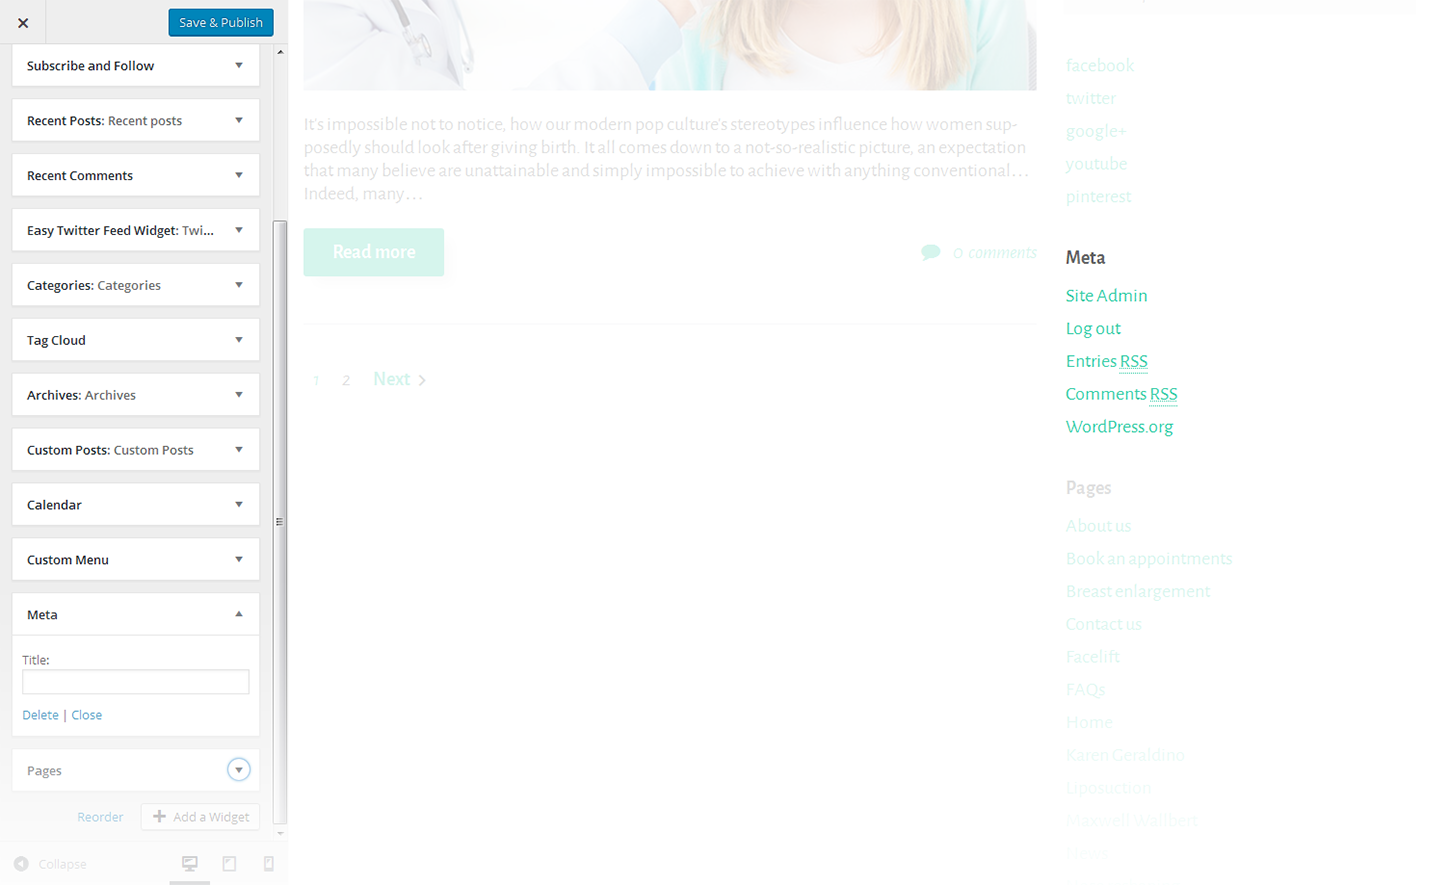 Save & Publish
Subscribe and Follow
Recent Posts: Recent posts
Recent Comments
Easy Twitter Feed Widget: Twi...
Categories: Categories
Tag Cloud
Archives: Archives
Custom Posts: Custom Posts
Calendar
Custom Menu
Meta
Title:
Delete | Close
Pages
Reorder
Add a Widget
Collapse
It's impossible not to notice, how our modern pop culture's stereotypes influence how women sup-
posedly should look after giving birth. It all comes down to a not-so-realistic picture, an expectation
that many believe are unattainable and simply impossible to achieve with anything conventional…
Indeed, many…
Read more
0 comments
1 2 Next
facebook
twitter
google+
youtube
pinterest
Meta
Site Admin
Log out
Entries RSS
Comments RSS
WordPress.org
Pages
About us
Book an appointments
Breast enlargement
Contact us
Facelift
FAQs
Home
Karen Geraldino
Liposuction
Maxwell Wallbert